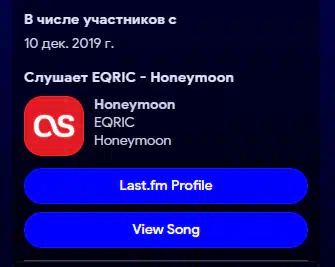 В числе участников с
10 дек. 2019 г.
Слушает EQRIC - Honeymoon
Honeymoon
EQRIC
Honeymoon
Last.fm Profile
View Song